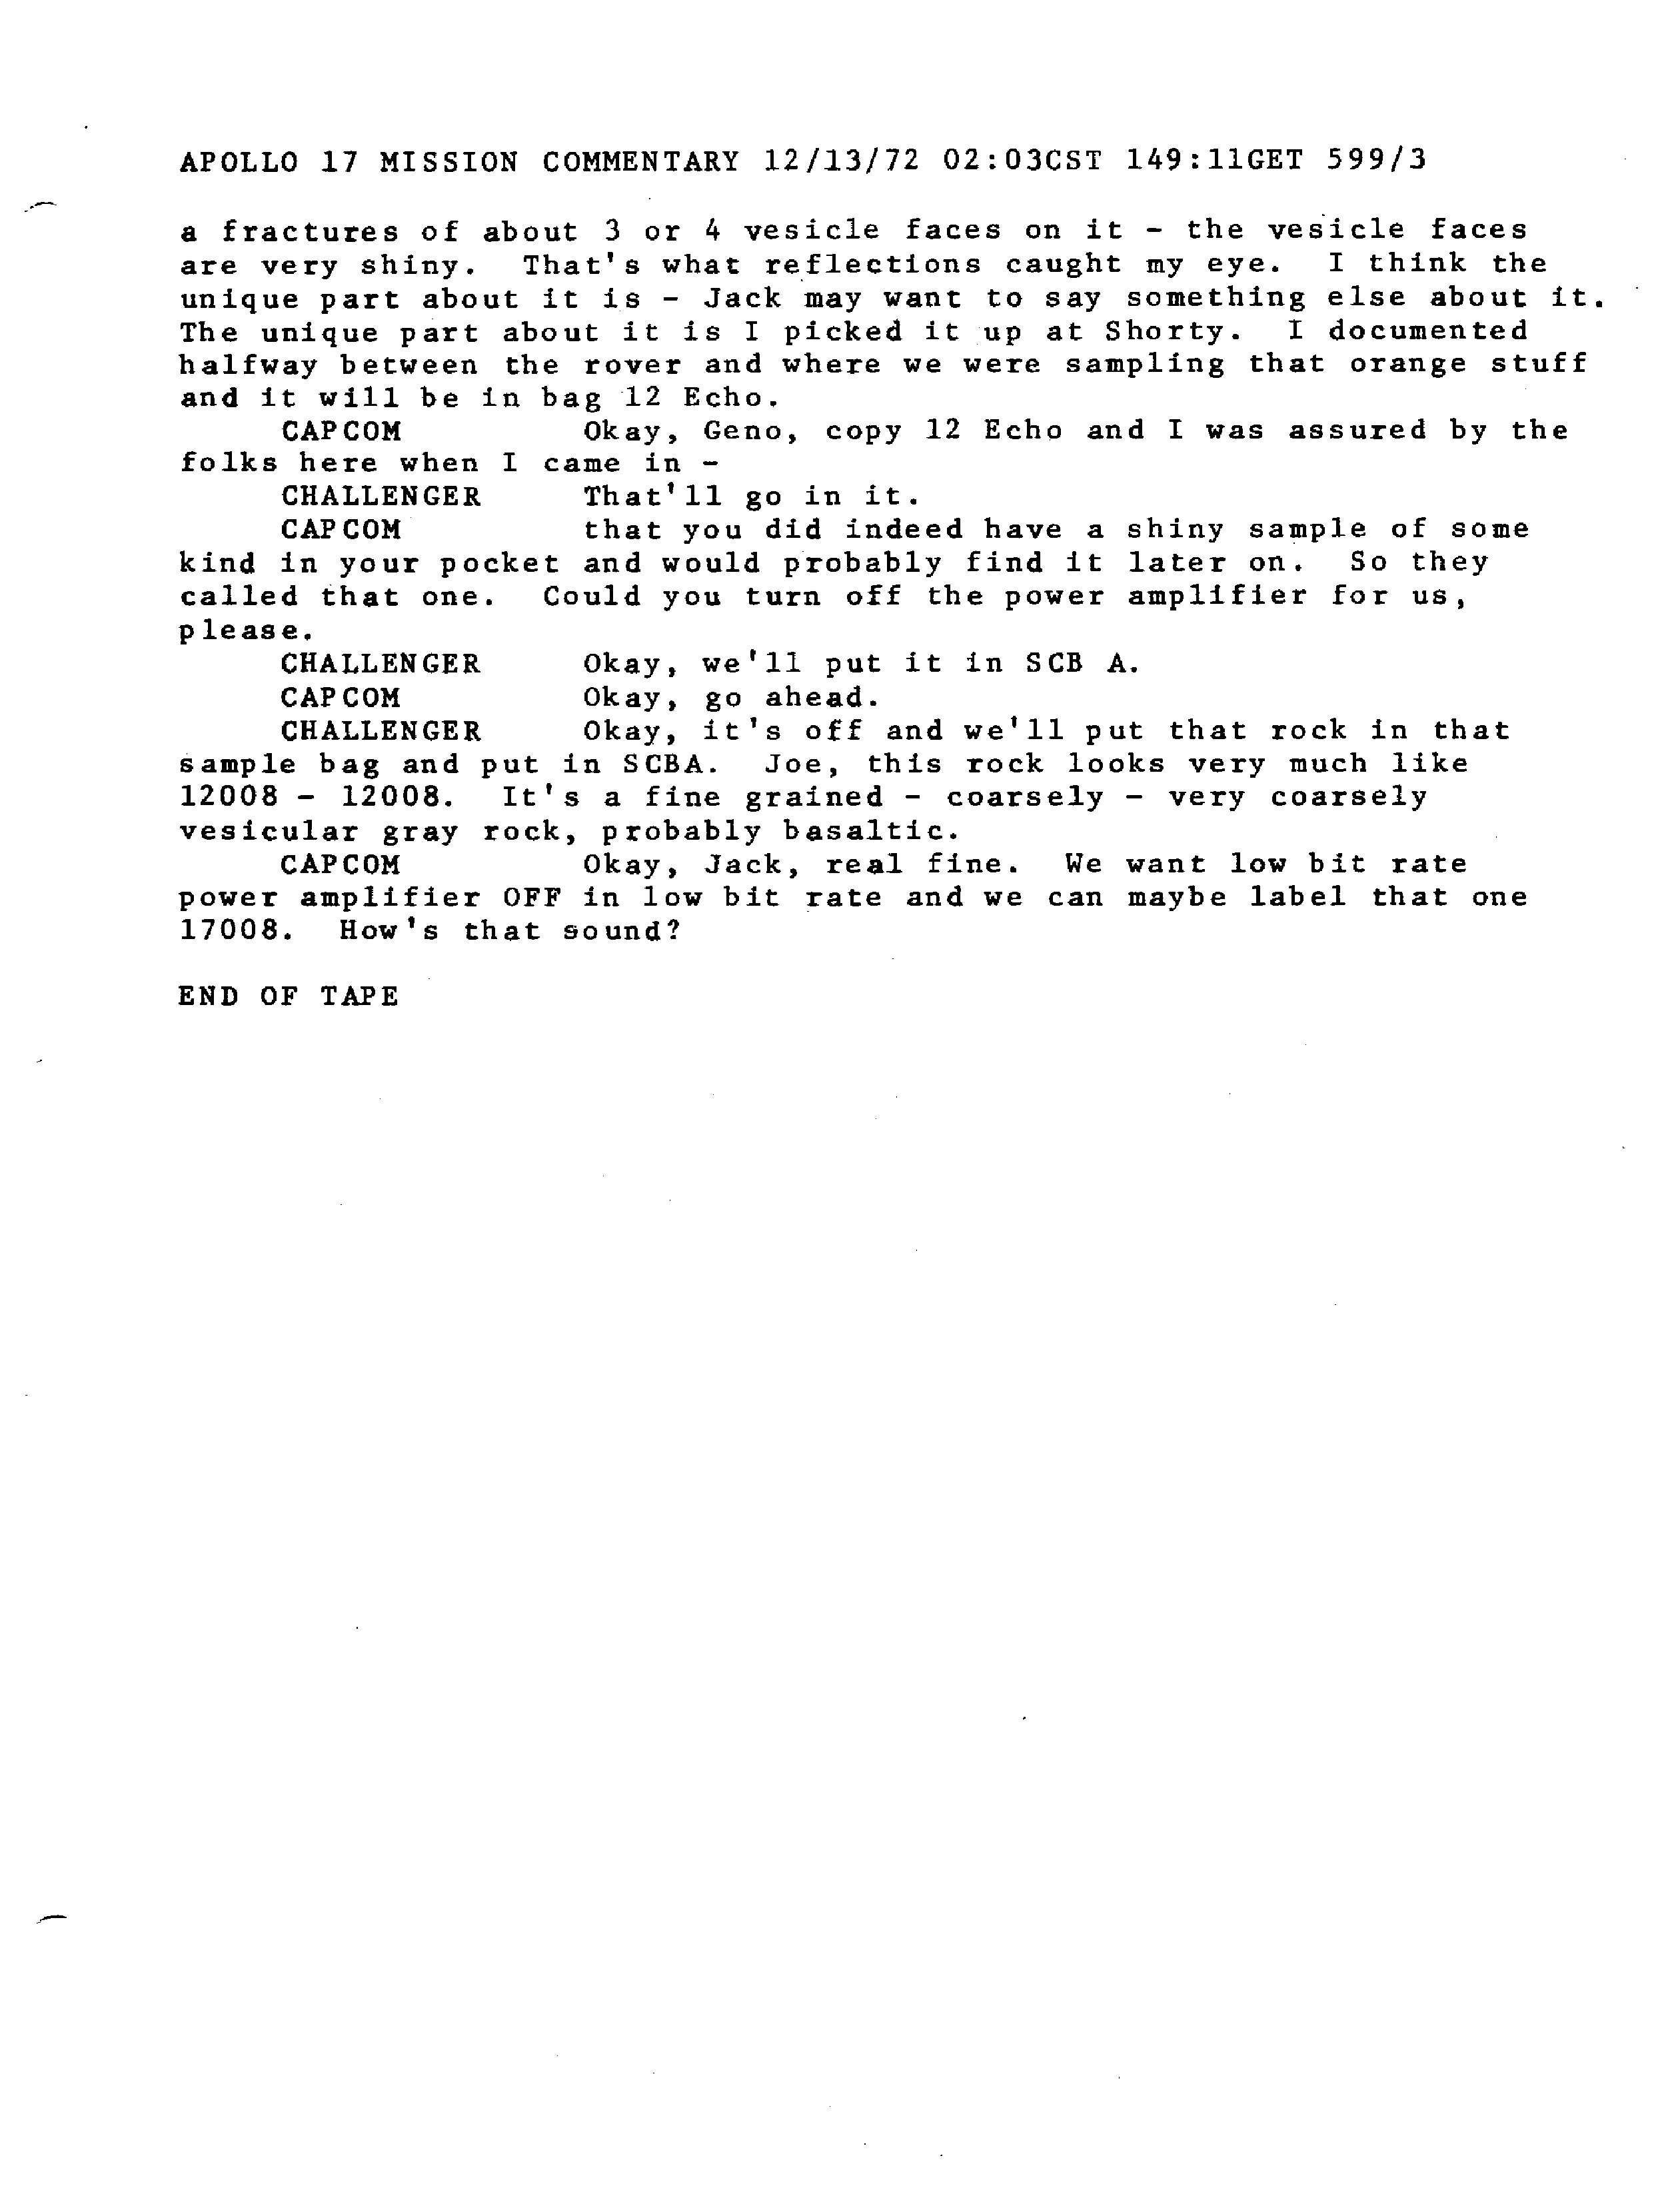 APOLLO 17 MISSION COMMENTARY 12/13/72 02:03CST 149:11GET 599/3
a fractures of about 3 or 4 vesicle faces on it - the vesicle faces
are very shiny. That's what reflections caught my eye. I think the
unique part about it is - Jack may want to say something else about it.
The unique part about it is I picked it up at Shorty. I documented
halfway between the rover and where we were sampling that orange stuff
and it will be in bag 12 Echo.
CAPCOM Okay, Geno, copy 12 Echo and I was assured by the
folks here when I came in -
CHALLENGER That'll go in it.
CAPCOM that you did indeed have a shiny sample of some
kind in your pocket and would probably find it later on. So they
called that one. Could you turn off the power amplifier for us,
please.
CHALLENGER Okay, we'll put it in SCB A.
CAPCOM Okay, go ahead.
CHALLENGER Okay, it's off and we'll put that rock in that
sample bag and put in SCBA. Joe, this rock looks very much like
12008 - 12008. It's a fine grained - coarsely - very coarsely
vesicular gray rock, probably basaltic.
CAPCOM Okay, Jack, real fine. We want low bit rate
power amplifier OFF in low bit rate and we can maybe label that one
17008. How's that sound?
END OF TAPE